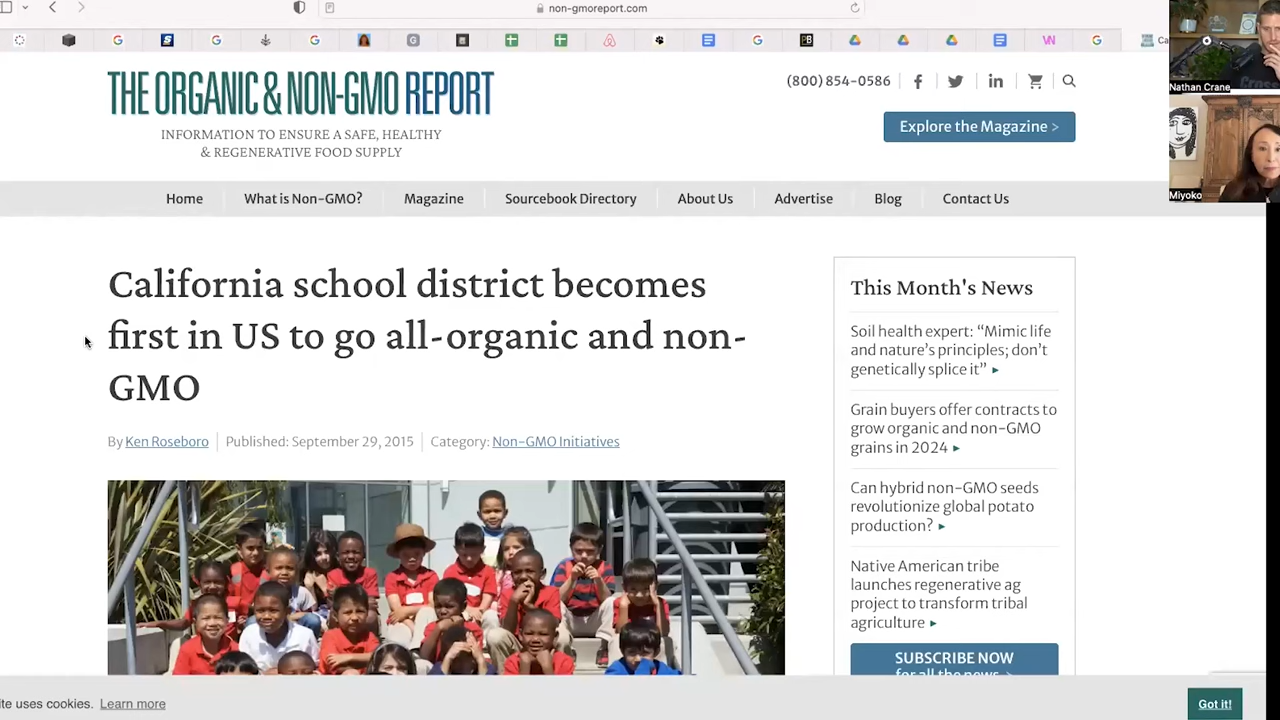 non-gmoreport.com
THE ORGANIC & NON-GMO REPORT
INFORMATION TO ENSURE A SAFE, HEALTHY
& REGENERATIVE FOOD SUPPLY
(800) 854-0586
Explore the Magazine >
Nathan Crane
Miyoko
Home
What is Non-GMO?
Magazine
Sourcebook Directory
About Us
Advertise
Blog
Contact Us
California school district becomes
first in US to go all-organic and non-
GMO
By Ken Roseboro
Published: September 29, 2015
Category: Non-GMO Initiatives
This Month's News
Soil health expert: “Mimic life
and nature’s principles; don’t
genetically splice it”
Grain buyers offer contracts to
grow organic and non-GMO
grains in 2024
Can hybrid non-GMO seeds
revolutionize global potato
production?
Native American tribe
launches regenerative ag
project to transform tribal
agriculture
SUBSCRIBE NOW
for all the news >
uses cookies. Learn more
Got it!